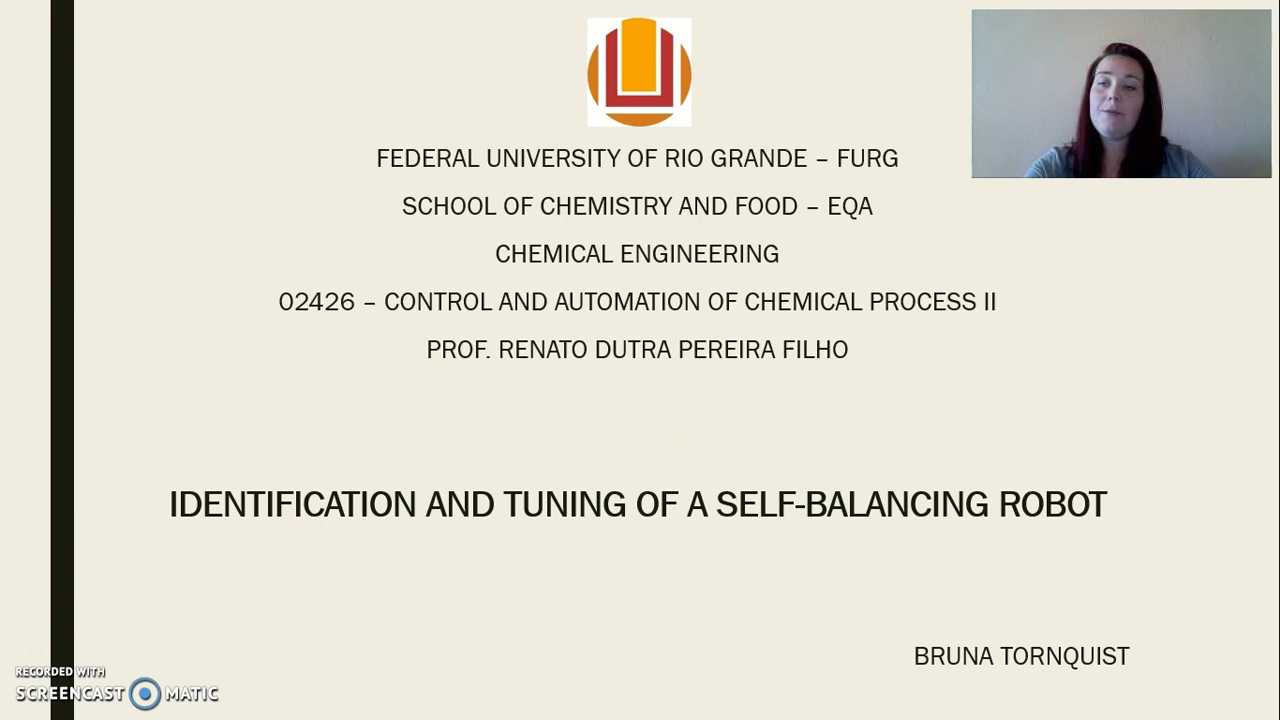 FEDERAL UNIVERSITY OF RIO GRANDE – FURG
SCHOOL OF CHEMISTRY AND FOOD – EQA
CHEMICAL ENGINEERING
02426 – CONTROL AND AUTOMATION OF CHEMICAL PROCESS II
PROF. RENATO DUTRA PEREIRA FILHO
IDENTIFICATION AND TUNING OF A SELF-BALANCING ROBOT
BRUNA TORNQUIST
RECORDED WITH
SCREENCAST MATIC